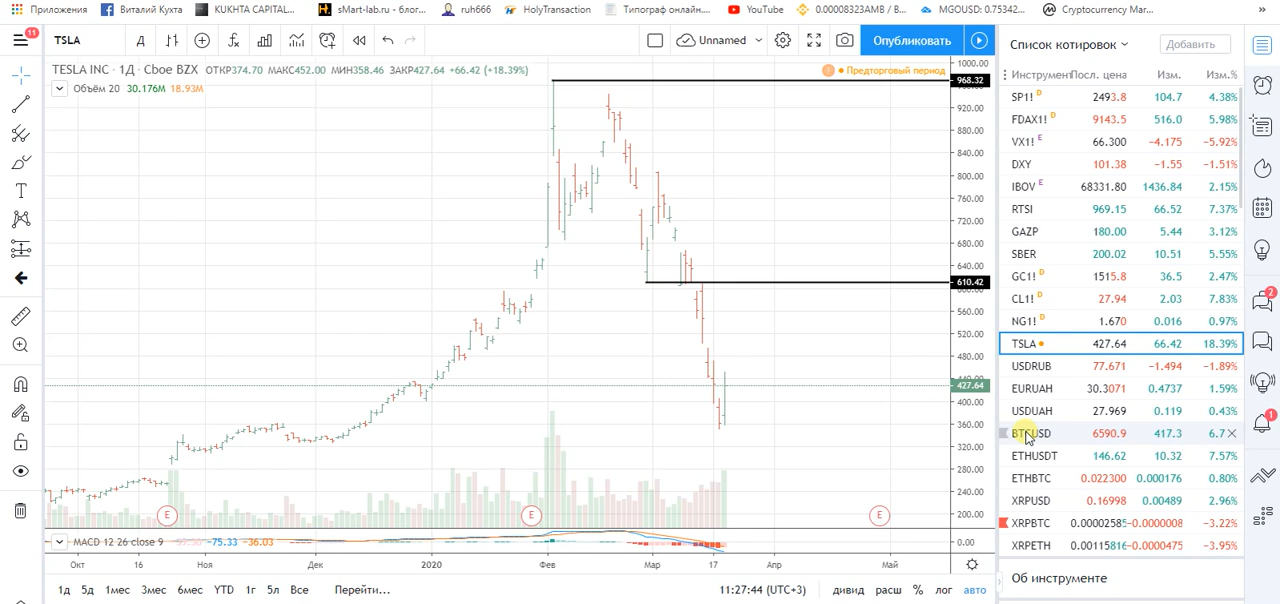 Приложения Виталий Кухта KUKHTA CAPITAL... sMart-lab.ru - блог... ruh666 HolyTransaction Типограф онлайн.... YouTube 0.00008323AMB / B... MGOUSD: 0.75342... Cryptocurrency Mar... »
11 TSLA Д Unnamed Опубликовать Список котировок Добавить
TESLA INC · 1Д · Cboe BZX ОТКР374.70 МАКС452.00 МИН358.46 ЗАКР427.64 +66.42 (+18.39%)
Предторговый период
Объём 20 30.176M 18.93M
1000.00
968.32
920.00
880.00
840.00
800.00
760.00
720.00
680.00
640.00
610.42
560.00
520.00
480.00
427.64
400.00
360.00
320.00
280.00
240.00
200.00
0.00
E E E
MACD 12 26 close 9 −75.33 −36.03
Окт 16 Ноя Дек 2020 Фев Мар 17 Апр Май
1д 5д 1мес 3мес 6мес YTD 1г 5л Все Перейти... 11:27:44 (UTC+3) дивид расш % лог авто
Инструмент Посл. цена Изм. Изм.%
SP1! D 2493.8 104.7 4.38%
FDAX1! D 9143.5 516.0 5.98%
VX1! E 66.300 −4.175 −5.92%
DXY 101.38 −1.55 −1.51%
IBOV E 68331.80 1436.84 2.15%
RTSI 969.15 66.52 7.37%
GAZP 180.00 5.44 3.12%
SBER 200.02 10.51 5.55%
GC1! D 1515.8 36.5 2.47%
CL1! D 27.94 2.03 7.83%
NG1! D 1.670 0.016 0.97%
TSLA 427.64 66.42 18.39%
USDRUB 77.671 −1.494 −1.89%
EURUAH 30.3071 0.4737 1.59%
USDUAH 27.969 0.119 0.43%
BTCUSD 6590.9 417.3 6.7
ETHUSDT 146.62 10.32 7.57%
ETHBTC 0.022300 0.000176 0.80%
XRPUSD 0.16998 0.00489 2.96%
XRPBTC 0.00002585 −0.0000008 −3.22%
XRPETH 0.00115816 −0.0000475 −3.95%
Об инструменте
2
1